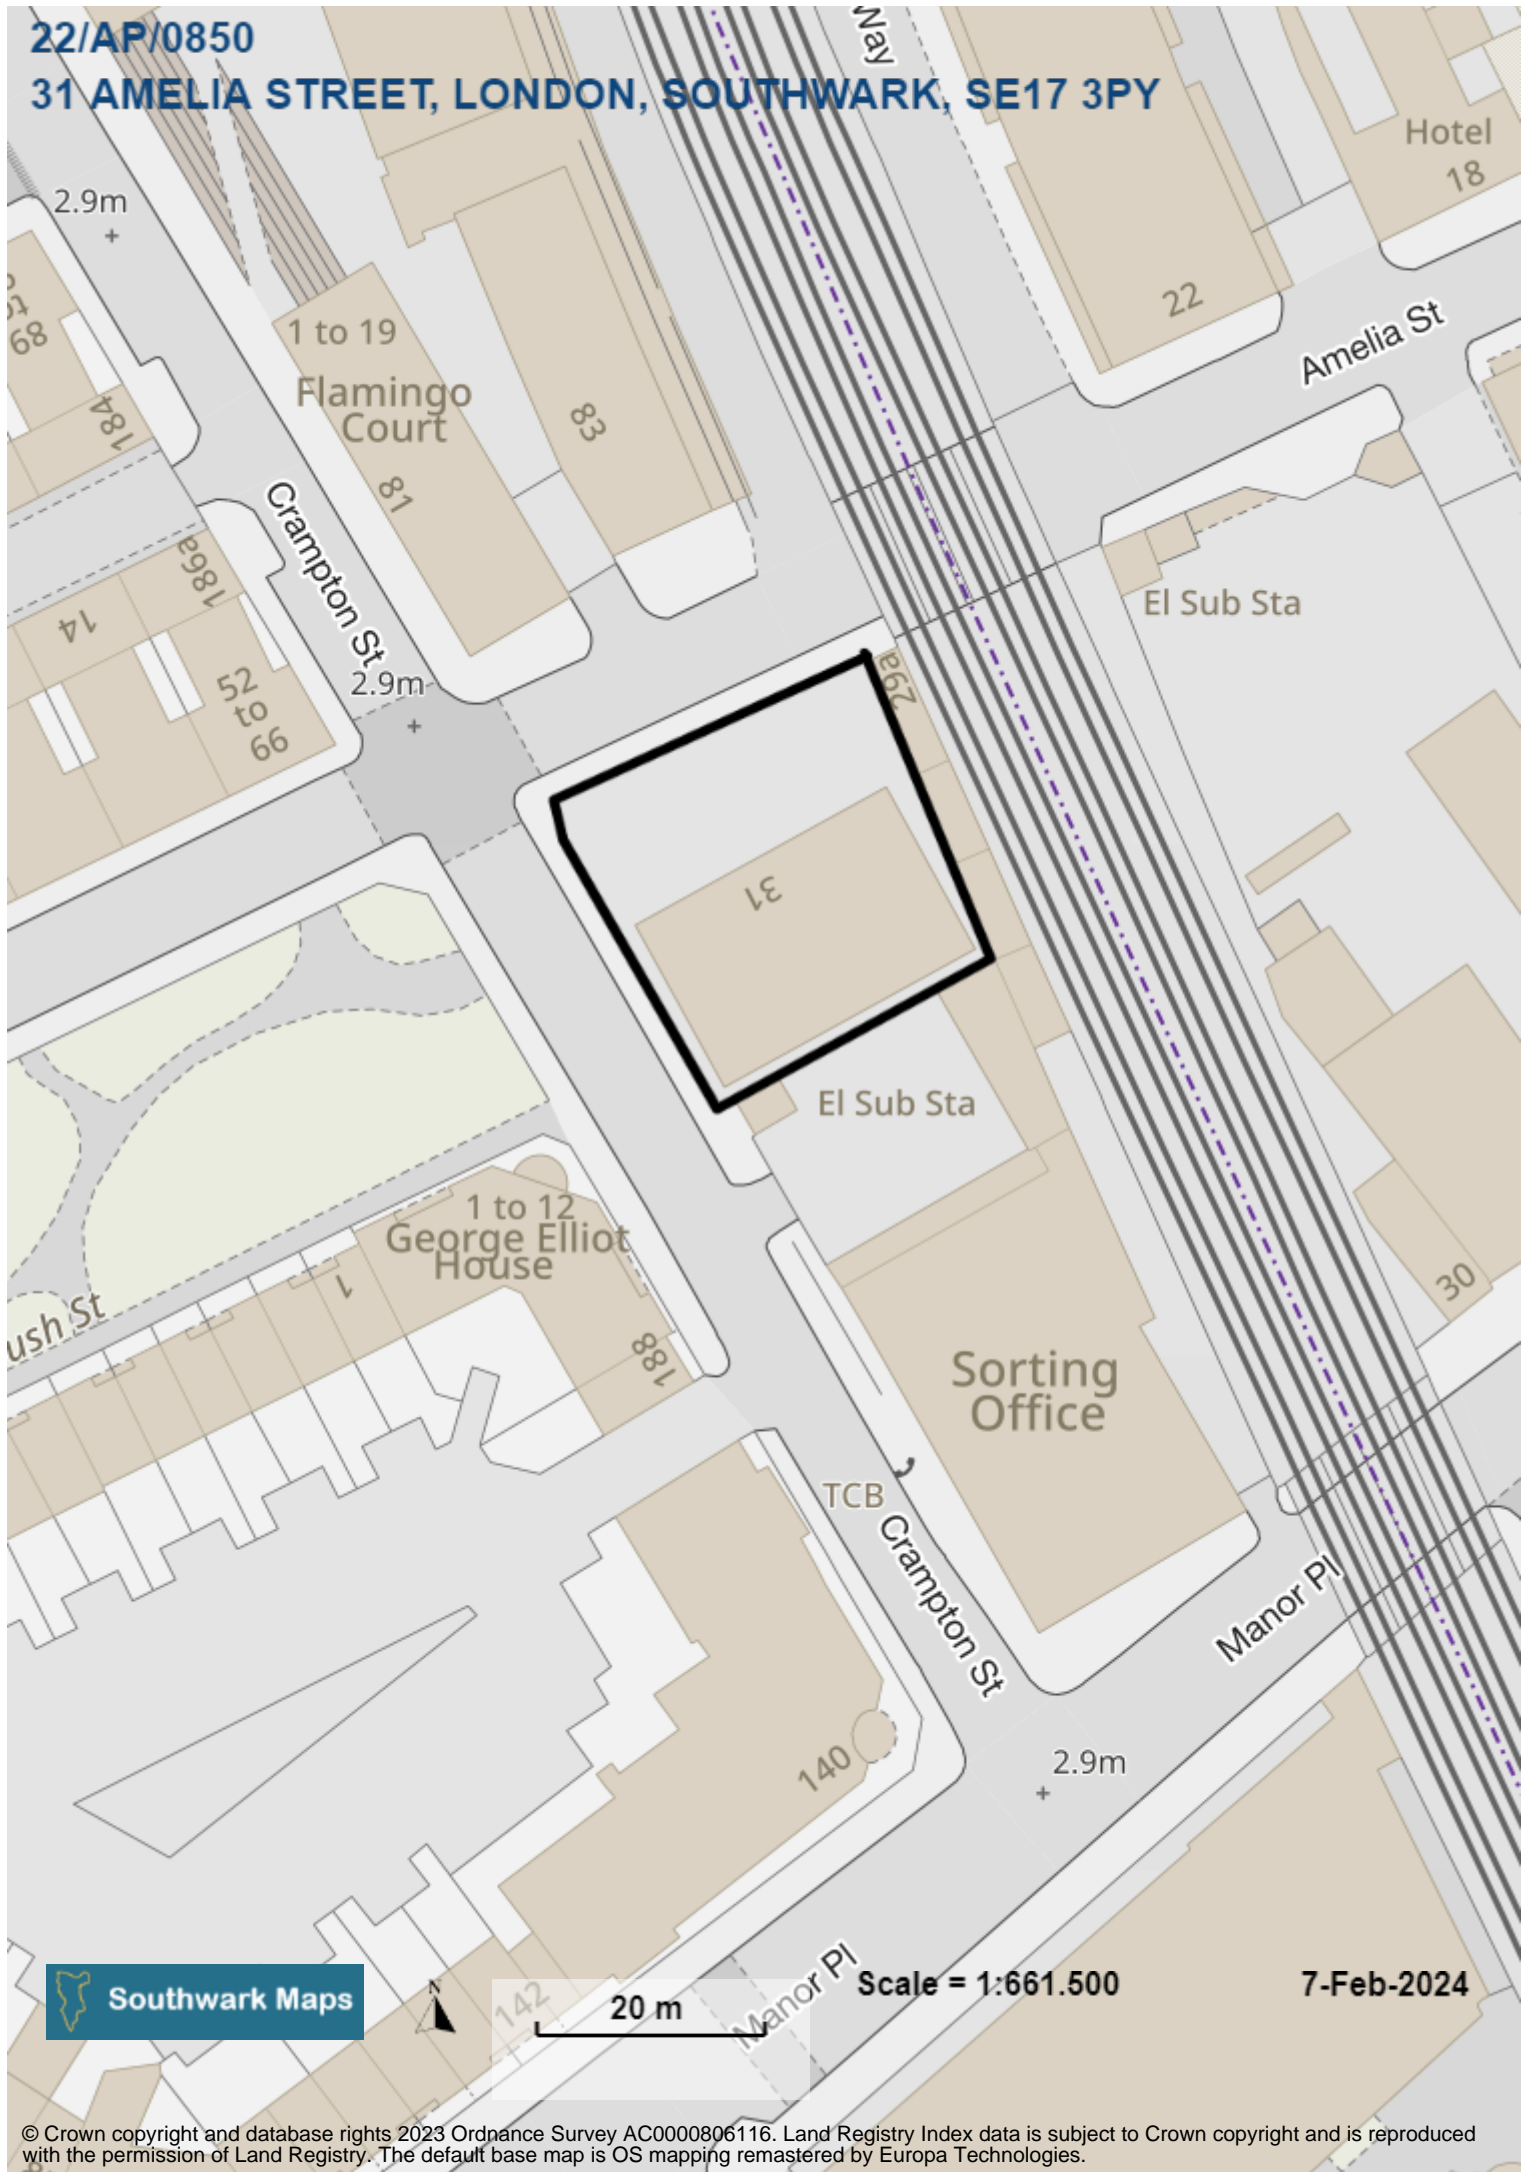 22/AP/0850
31 AMELIA STREET, LONDON, SOUTHWARK, SE17 3PY
Way
Hotel
18
2.9m
68
184
1 to 19
Flamingo
Court
81
83
22
Amelia St
Crampton St
186a
14
52
to
66
2.9m
El Sub Sta
29a
31
El Sub Sta
1 to 12
George Elliot
House
1
188
ush St
Sorting
Office
30
TCB
Crampton St
Manor Pl
140
2.9m
Manor Pl
142
Southwark Maps
N
20 m
Scale = 1:661.500
7-Feb-2024
© Crown copyright and database rights 2023 Ordnance Survey AC0000806116. Land Registry Index data is subject to Crown copyright and is reproduced
with the permission of Land Registry. The default base map is OS mapping remastered by Europa Technologies.